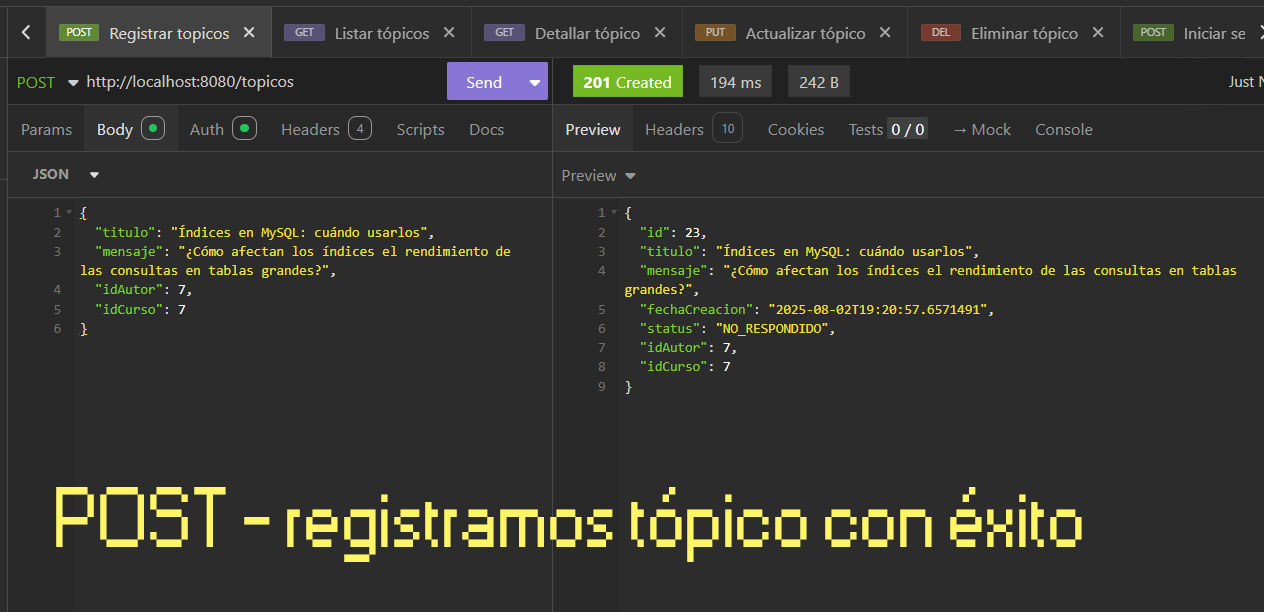 POST Registrar topicos × GET Listar tópicos × GET Detallar tópico × PUT Actualizar tópico × DEL Eliminar tópico × POST Iniciar se
POST http://localhost:8080/topicos Send 201 Created 194 ms 242 B Just N
Params Body Auth Headers 4 Scripts Docs Preview Headers 10 Cookies Tests 0 / 0 → Mock Console
JSON
1 {
2 "titulo": "Índices en MySQL: cuándo usarlos",
3 "mensaje": "¿Cómo afectan los índices el rendimiento de
las consultas en tablas grandes?",
4 "idAutor": 7,
5 "idCurso": 7
6 }
Preview
1 {
2 "id": 23,
3 "titulo": "Índices en MySQL: cuándo usarlos",
4 "mensaje": "¿Cómo afectan los índices el rendimiento de las consultas en tablas
grandes?",
5 "fechaCreacion": "2025-08-02T19:20:57.6571491",
6 "status": "NO_RESPONDIDO",
7 "idAutor": 7,
8 "idCurso": 7
9 }
POST - registramos tópico con éxito